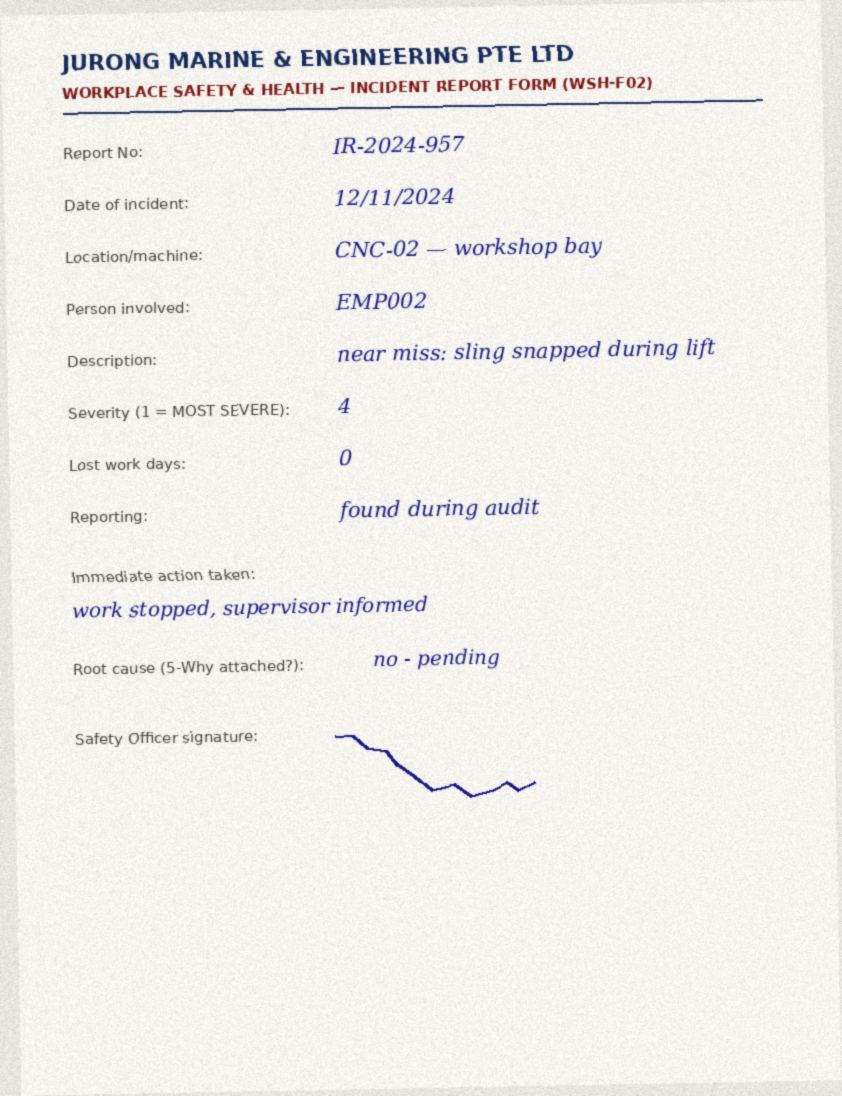 JURONG MARINE & ENGINEERING PTE LTD
WORKPLACE SAFETY & HEALTH — INCIDENT REPORT FORM (WSH-F02)
Report No: IR-2024-957
Date of incident: 12/11/2024
Location/machine: CNC-02 — workshop bay
Person involved: EMP002
Description: near miss: sling snapped during lift
Severity (1 = MOST SEVERE): 4
Lost work days: 0
Reporting: found during audit
Immediate action taken:
work stopped, supervisor informed
Root cause (5-Why attached?): no - pending
Safety Officer signature: